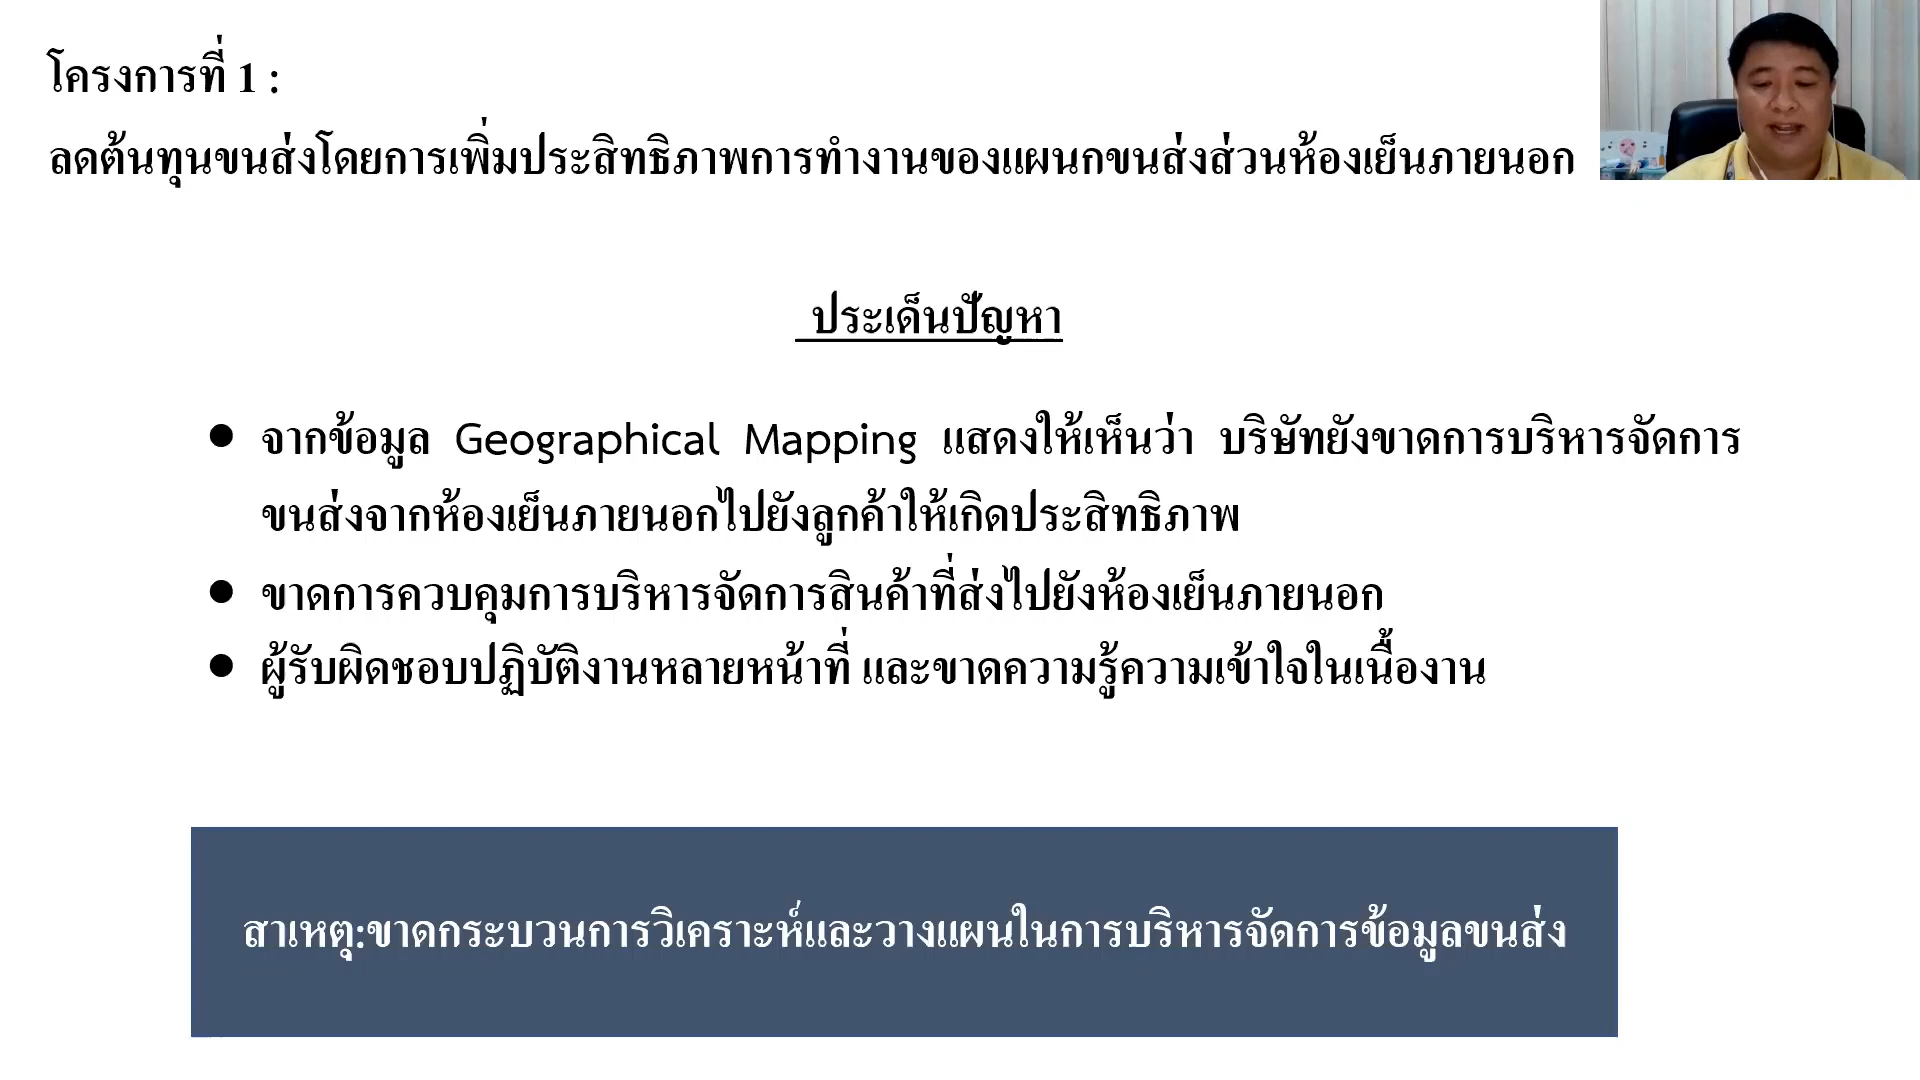 โครงการที่ 1 :
ลดต้นทุนขนส่งโดยการเพิ่มประสิทธิภาพการทำงานของแผนกขนส่งส่วนห้องเย็นภายนอก
ประเด็นปัญหา
● จากข้อมูล Geographical Mapping แสดงให้เห็นว่า บริษัทยังขาดการบริหารจัดการ
ขนส่งจากห้องเย็นภายนอกไปยังลูกค้าให้เกิดประสิทธิภาพ
● ขาดการควบคุมการบริหารจัดการสินค้าที่ส่งไปยังห้องเย็นภายนอก
● ผู้รับผิดชอบปฏิบัติงานหลายหน้าที่ และขาดความรู้ความเข้าใจในเนื้องาน
สาเหตุ:ขาดกระบวนการวิเคราะห์และวางแผนในการบริหารจัดการข้อมูลขนส่ง